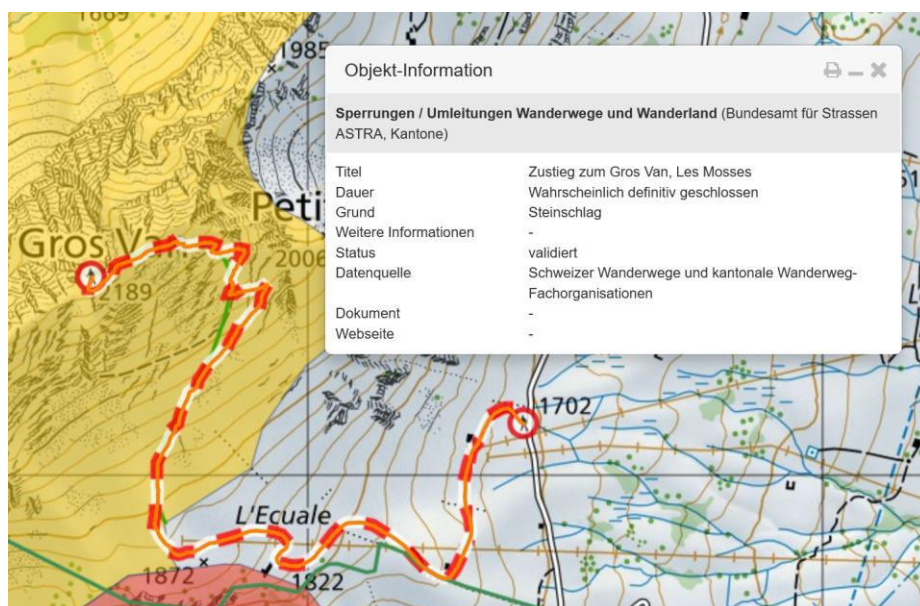 1669
1985
Objekt-Information
Sperrungen / Umleitungen Wanderwege und Wanderland (Bundesamt für Strassen
ASTRA, Kantone)
Titel Zustieg zum Gros Van, Les Mosses
Dauer Wahrscheinlich definitiv geschlossen
Grund Steinschlag
Weitere Informationen -
Status validiert
Datenquelle Schweizer Wanderwege und kantonale Wanderweg-
Fachorganisationen
Dokument -
Webseite -
Peti
Gros Van
2006
2189
1702
L'Ecuale
1872
1822